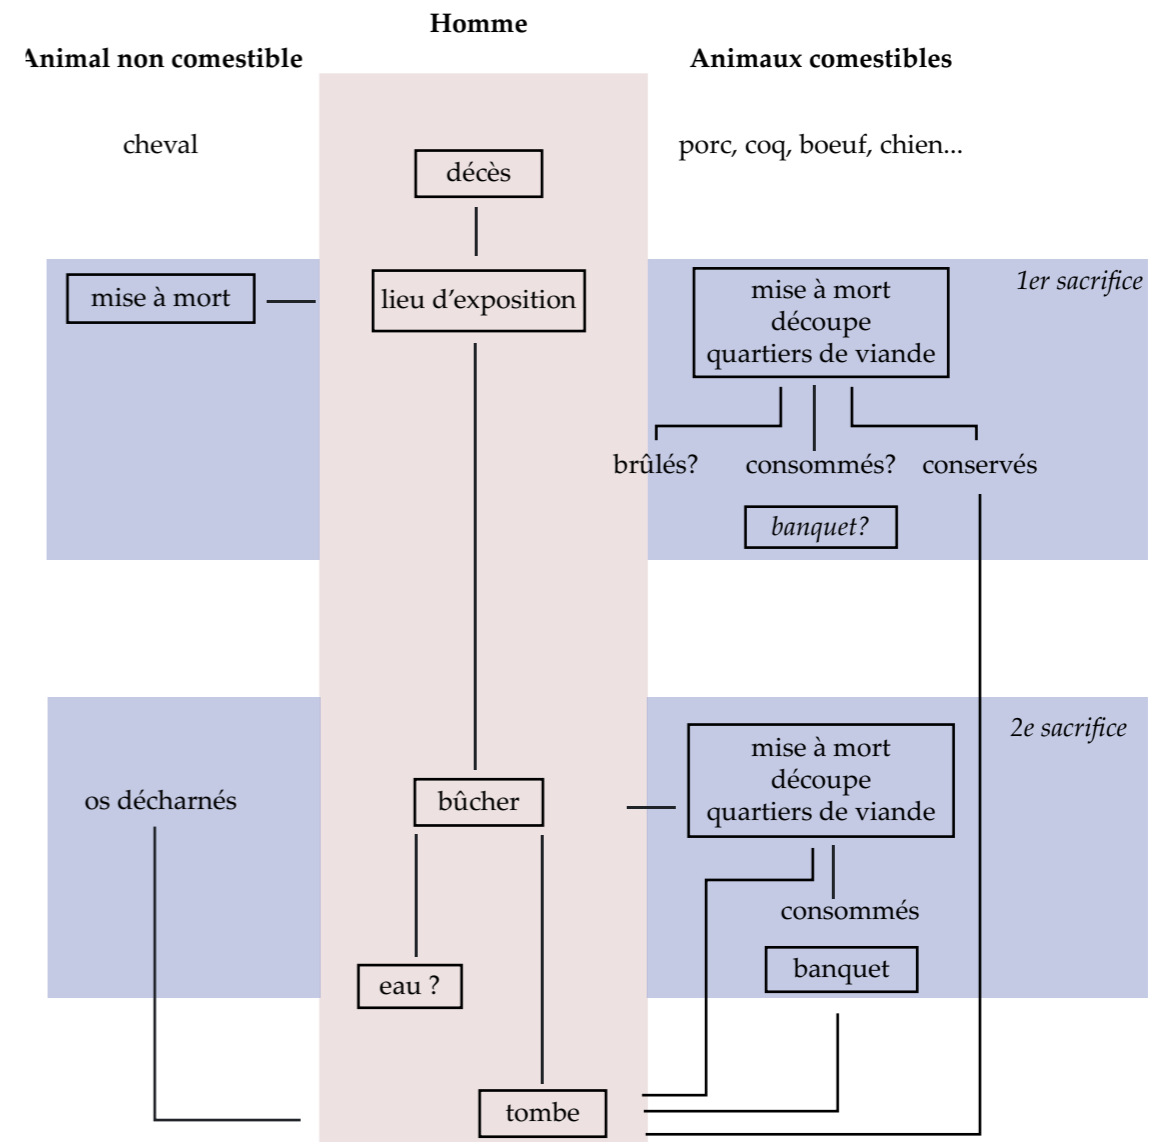 Homme
Animal non comestible
Animaux comestibles
cheval
porc, coq, boeuf, chien...
décès
mise à mort
lieu d'exposition
mise à mort
découpe
quartiers de viande
1er sacrifice
brûlés?
consommés?
conservés
banquet?
os décharnés
bûcher
mise à mort
découpe
quartiers de viande
2e sacrifice
consommés
eau ?
banquet
tombe